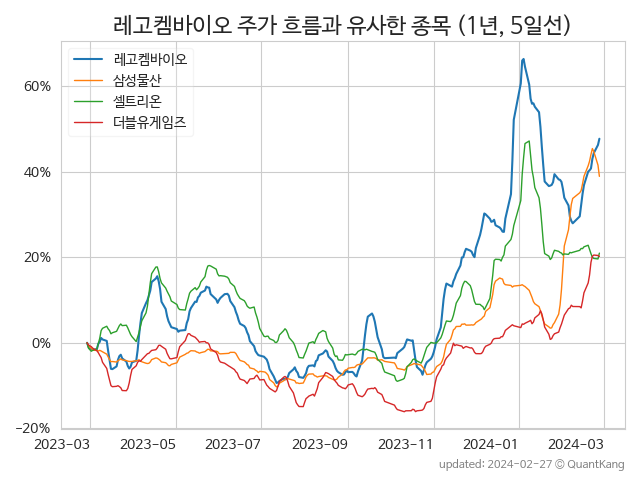 레고켐바이오 주가 흐름과 유사한 종목 (1년, 5일선)
레고켐바이오
삼성물산
셀트리온
더블유게임즈
60%
40%
20%
0%
−20%
2023-03 2023-05 2023-07 2023-09 2023-11 2024-01 2024-03
updated: 2024-02-27 © QuantKang